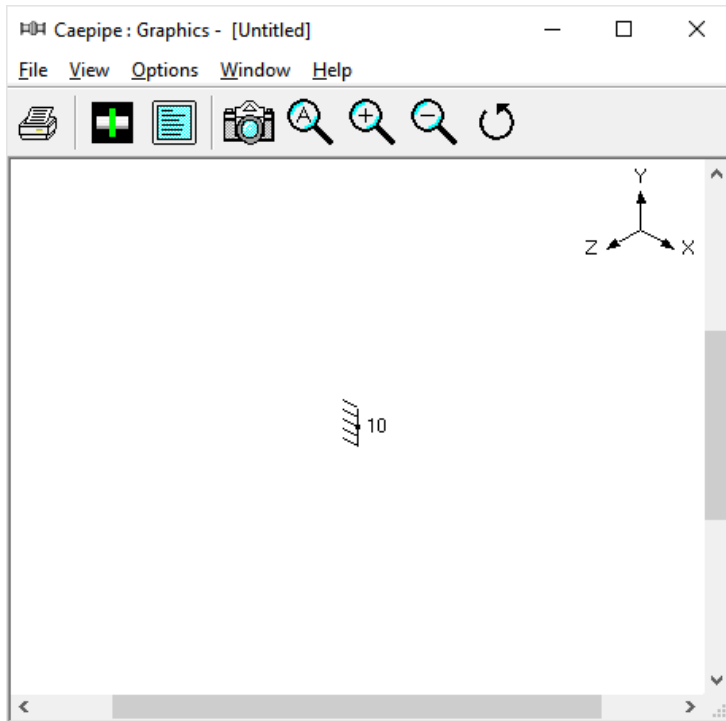 Caepipe : Graphics - [Untitled]
File View Options Window Help
A
Y
Z X
10